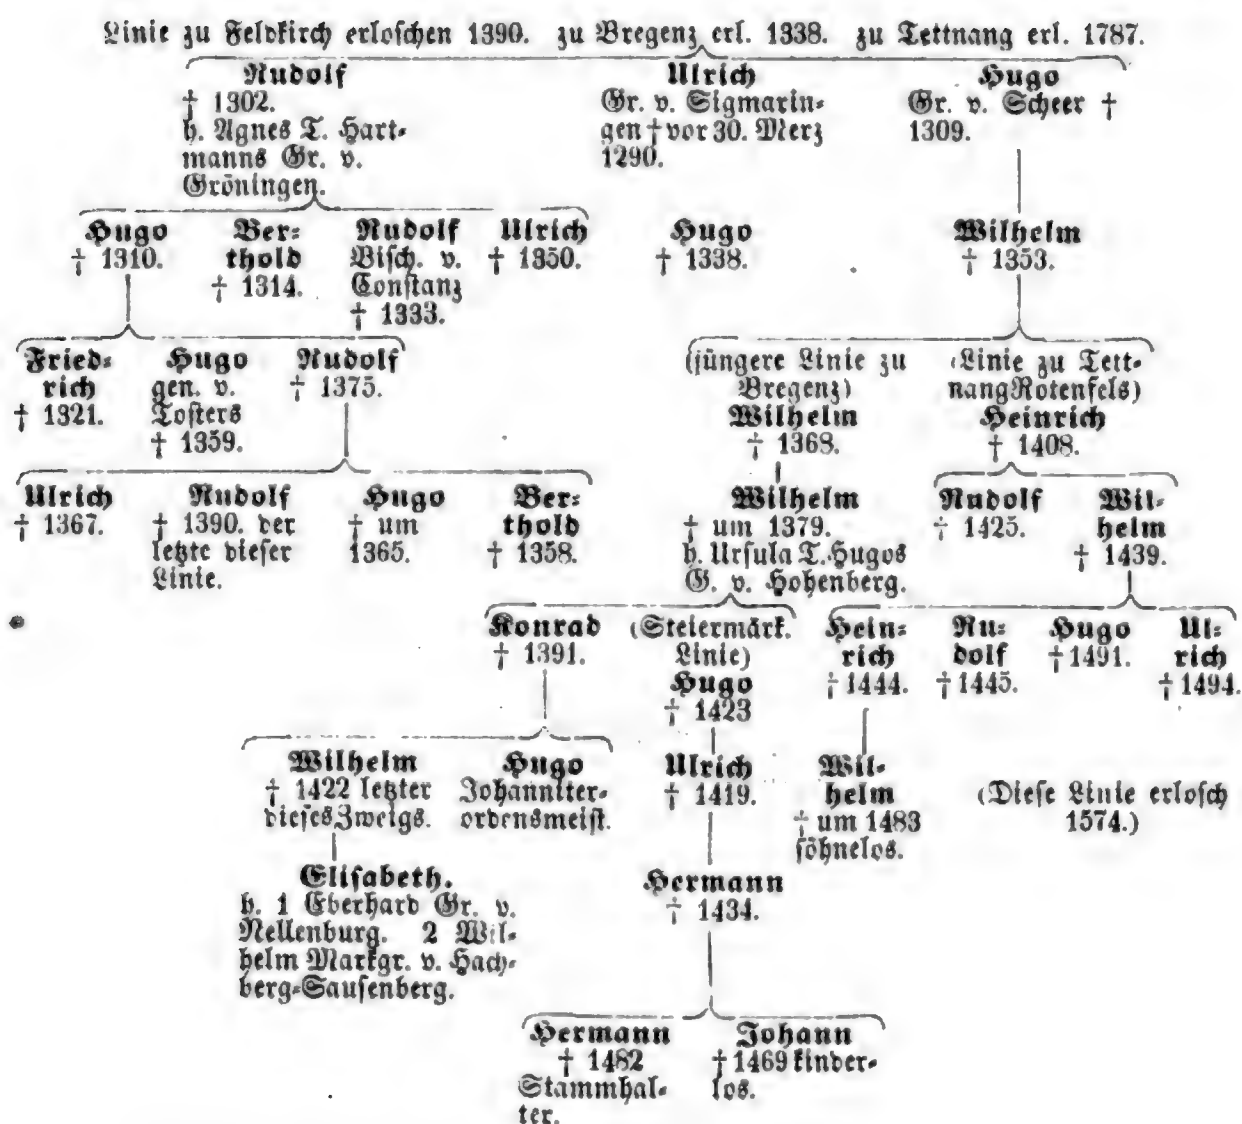 Linie zu Feldkirch erloschen 1390. zu Bregenz erl. 1338. zu Tettnang erl. 1787.
Rudolf
† 1302.
h. Agnes T. Hart-
manns Gr. v.
Gröningen.
Ulrich
Gr. v. Sigmarin-
gen † vor 30. Merz
1290.
Hugo
Gr. v. Scheer †
1309.
Hugo
† 1310.
Ber-
thold
† 1314.
Rudolf
Bisch. v.
Constanz
† 1333.
Ulrich
† 1350.
Hugo
† 1338.
Wilhelm
† 1353.
Fried-
rich
† 1321.
Hugo
gen. v.
Tosters
† 1359.
Rudolf
† 1375.
(jüngere Linie zu
Bregenz)
Wilhelm
† 1368.
(Linie zu Tett-
nang Rotenfels)
Heinrich
† 1408.
Ulrich
† 1367.
Rudolf
† 1390. der
letzte dieser
Linie.
Hugo
† um
1365.
Ber-
thold
† 1358.
Wilhelm
† um 1379.
h. Ursula T. Hugos
G. v. Hohenberg.
Rudolf
† 1425.
Wil-
helm
† 1439.
Konrad
† 1391.
(Steiermärk.
Linie)
Hugo
† 1423
Hein-
rich
† 1444.
Ru-
dolf
† 1445.
Hugo
† 1491.
Ul-
rich
† 1494.
Wilhelm
† 1422 letzter
dieses Zweigs.
Hugo
Johanniter-
ordensmeist.
Ulrich
† 1419.
Wil-
helm
† um 1483
söhnelos.
(Diese Linie erlosch
1574.)
Elisabeth.
h. 1 Eberhard Gr. v.
Nellenburg. 2 Wil-
helm Markgr. v. Hach-
berg-Sausenberg.
Hermann
† 1434.
Hermann
† 1482
Stammhal-
ter.
Johann
† 1469 kinder-
los.